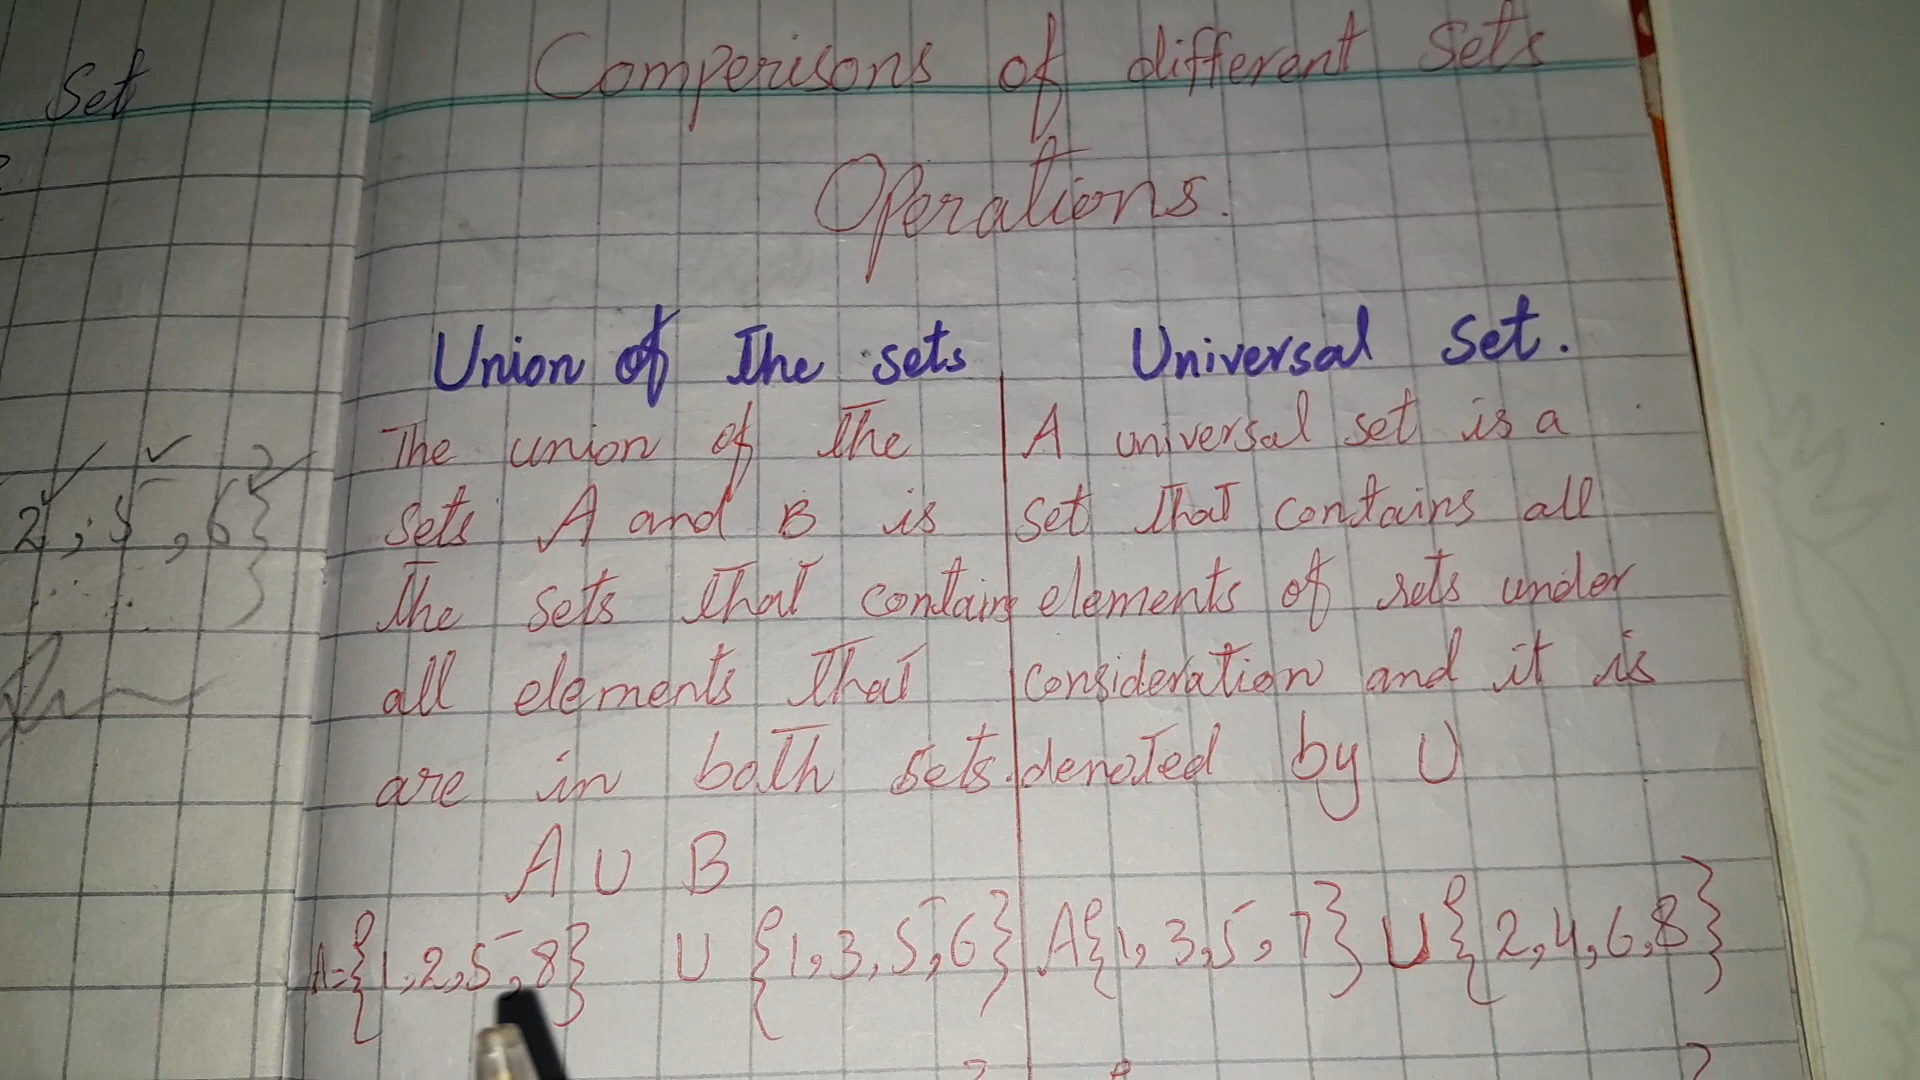 Set
Comperisons of different sets
Operations.
Union of The sets
The union of the
sets A and B is
the sets that contain
all elements that
are in both sets.
A U B
A={1,2,5,8} U {1,3,5,6}
Universal set.
A universal set is a
set that contains all
elements of sets under
consideration and it is
denoted by U
A{1,3,5,7} U{2,4,6,8}
2,5,6}